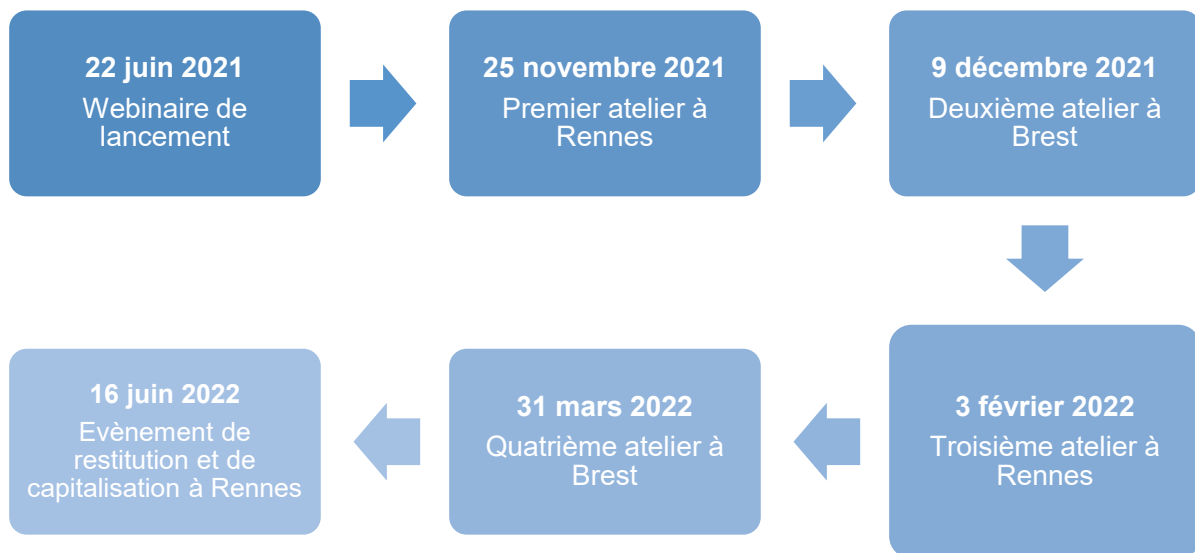 22 juin 2021
Webinaire de
lancement
25 novembre 2021
Premier atelier à
Rennes
9 décembre 2021
Deuxième atelier à
Brest
3 février 2022
Troisième atelier à
Rennes
31 mars 2022
Quatrième atelier à
Brest
16 juin 2022
Evènement de
restitution et de
capitalisation à Rennes